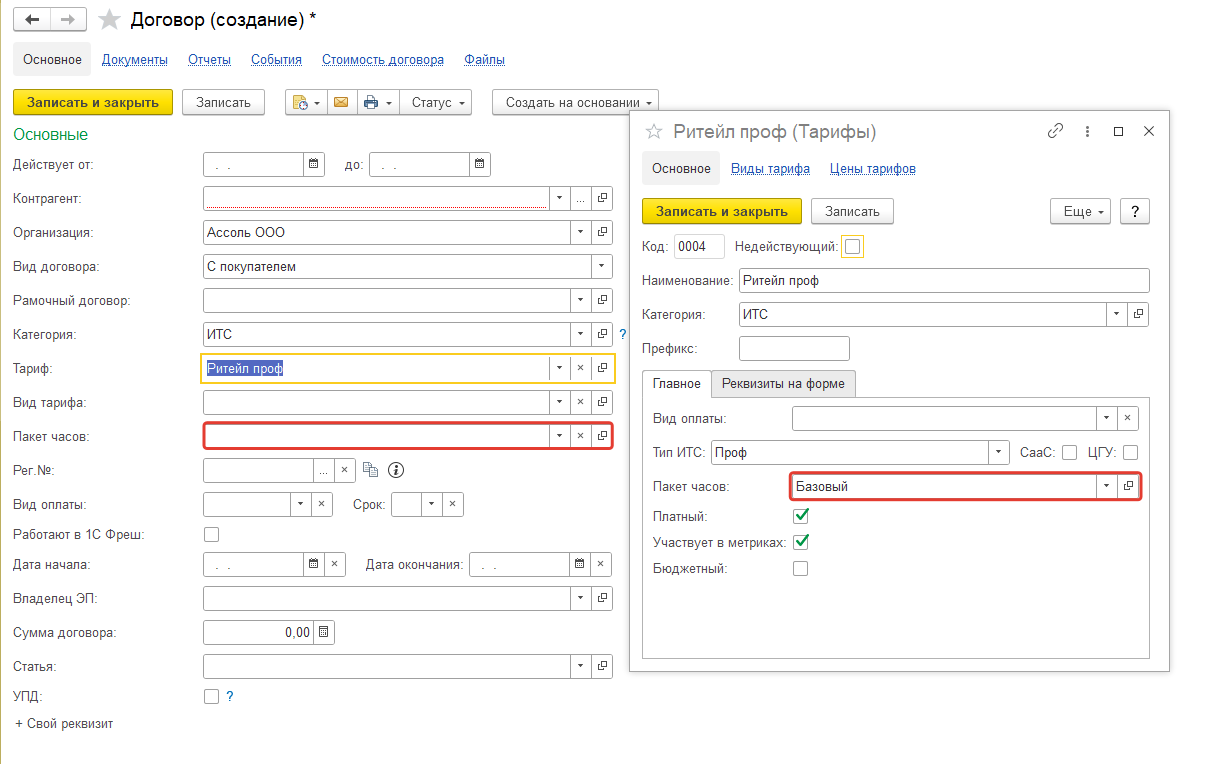 Договор (создание) *
Основное Документы Отчеты События Стоимость договора Файлы
Записать и закрыть Записать Статус Создать на основании
Основные
Действует от: . . до: . .
Контрагент: ...
Организация: Ассоль ООО
Вид договора: С покупателем
Рамочный договор:
Категория: ИТС ?
Тариф: Ритейл проф
Вид тарифа:
Пакет часов:
Рег.№: ...
Вид оплаты: Срок:
Работают в 1С Фреш:
Дата начала: . . Дата окончания: . .
Владелец ЭП:
Сумма договора: 0,00
Статья:
УПД: ?
+ Свой реквизит
Ритейл проф (Тарифы)
Основное Виды тарифа Цены тарифов
Записать и закрыть Записать Еще ?
Код: 0004 Недействующий:
Наименование: Ритейл проф
Категория: ИТС
Префикс:
Главное Реквизиты на форме
Вид оплаты:
Тип ИТС: Проф СааС: ЦГУ:
Пакет часов: Базовый
Платный:
Участвует в метриках:
Бюджетный: